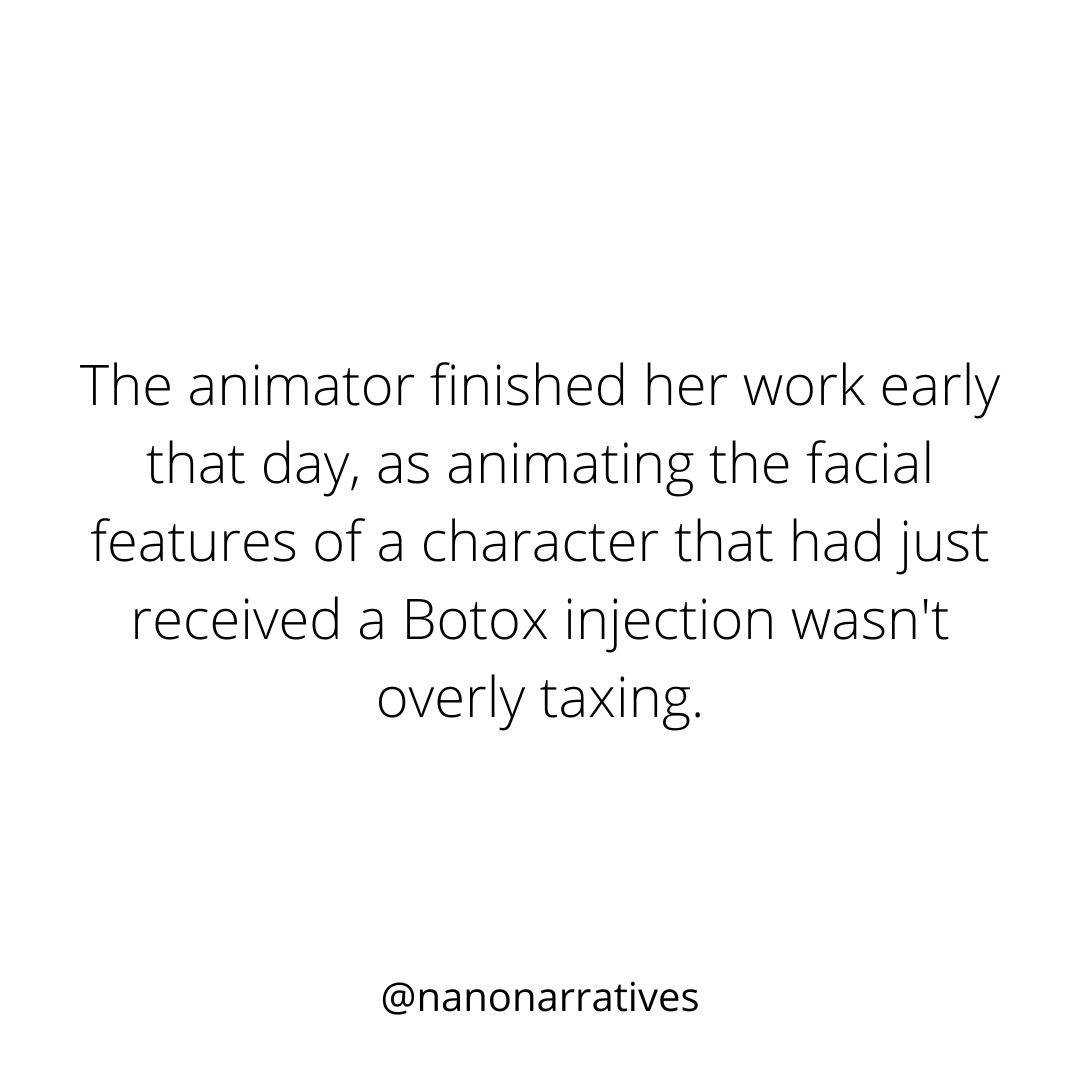 The animator finished her work early
that day, as animating the facial
features of a character that had just
received a Botox injection wasn't
overly taxing.
@nanonarratives